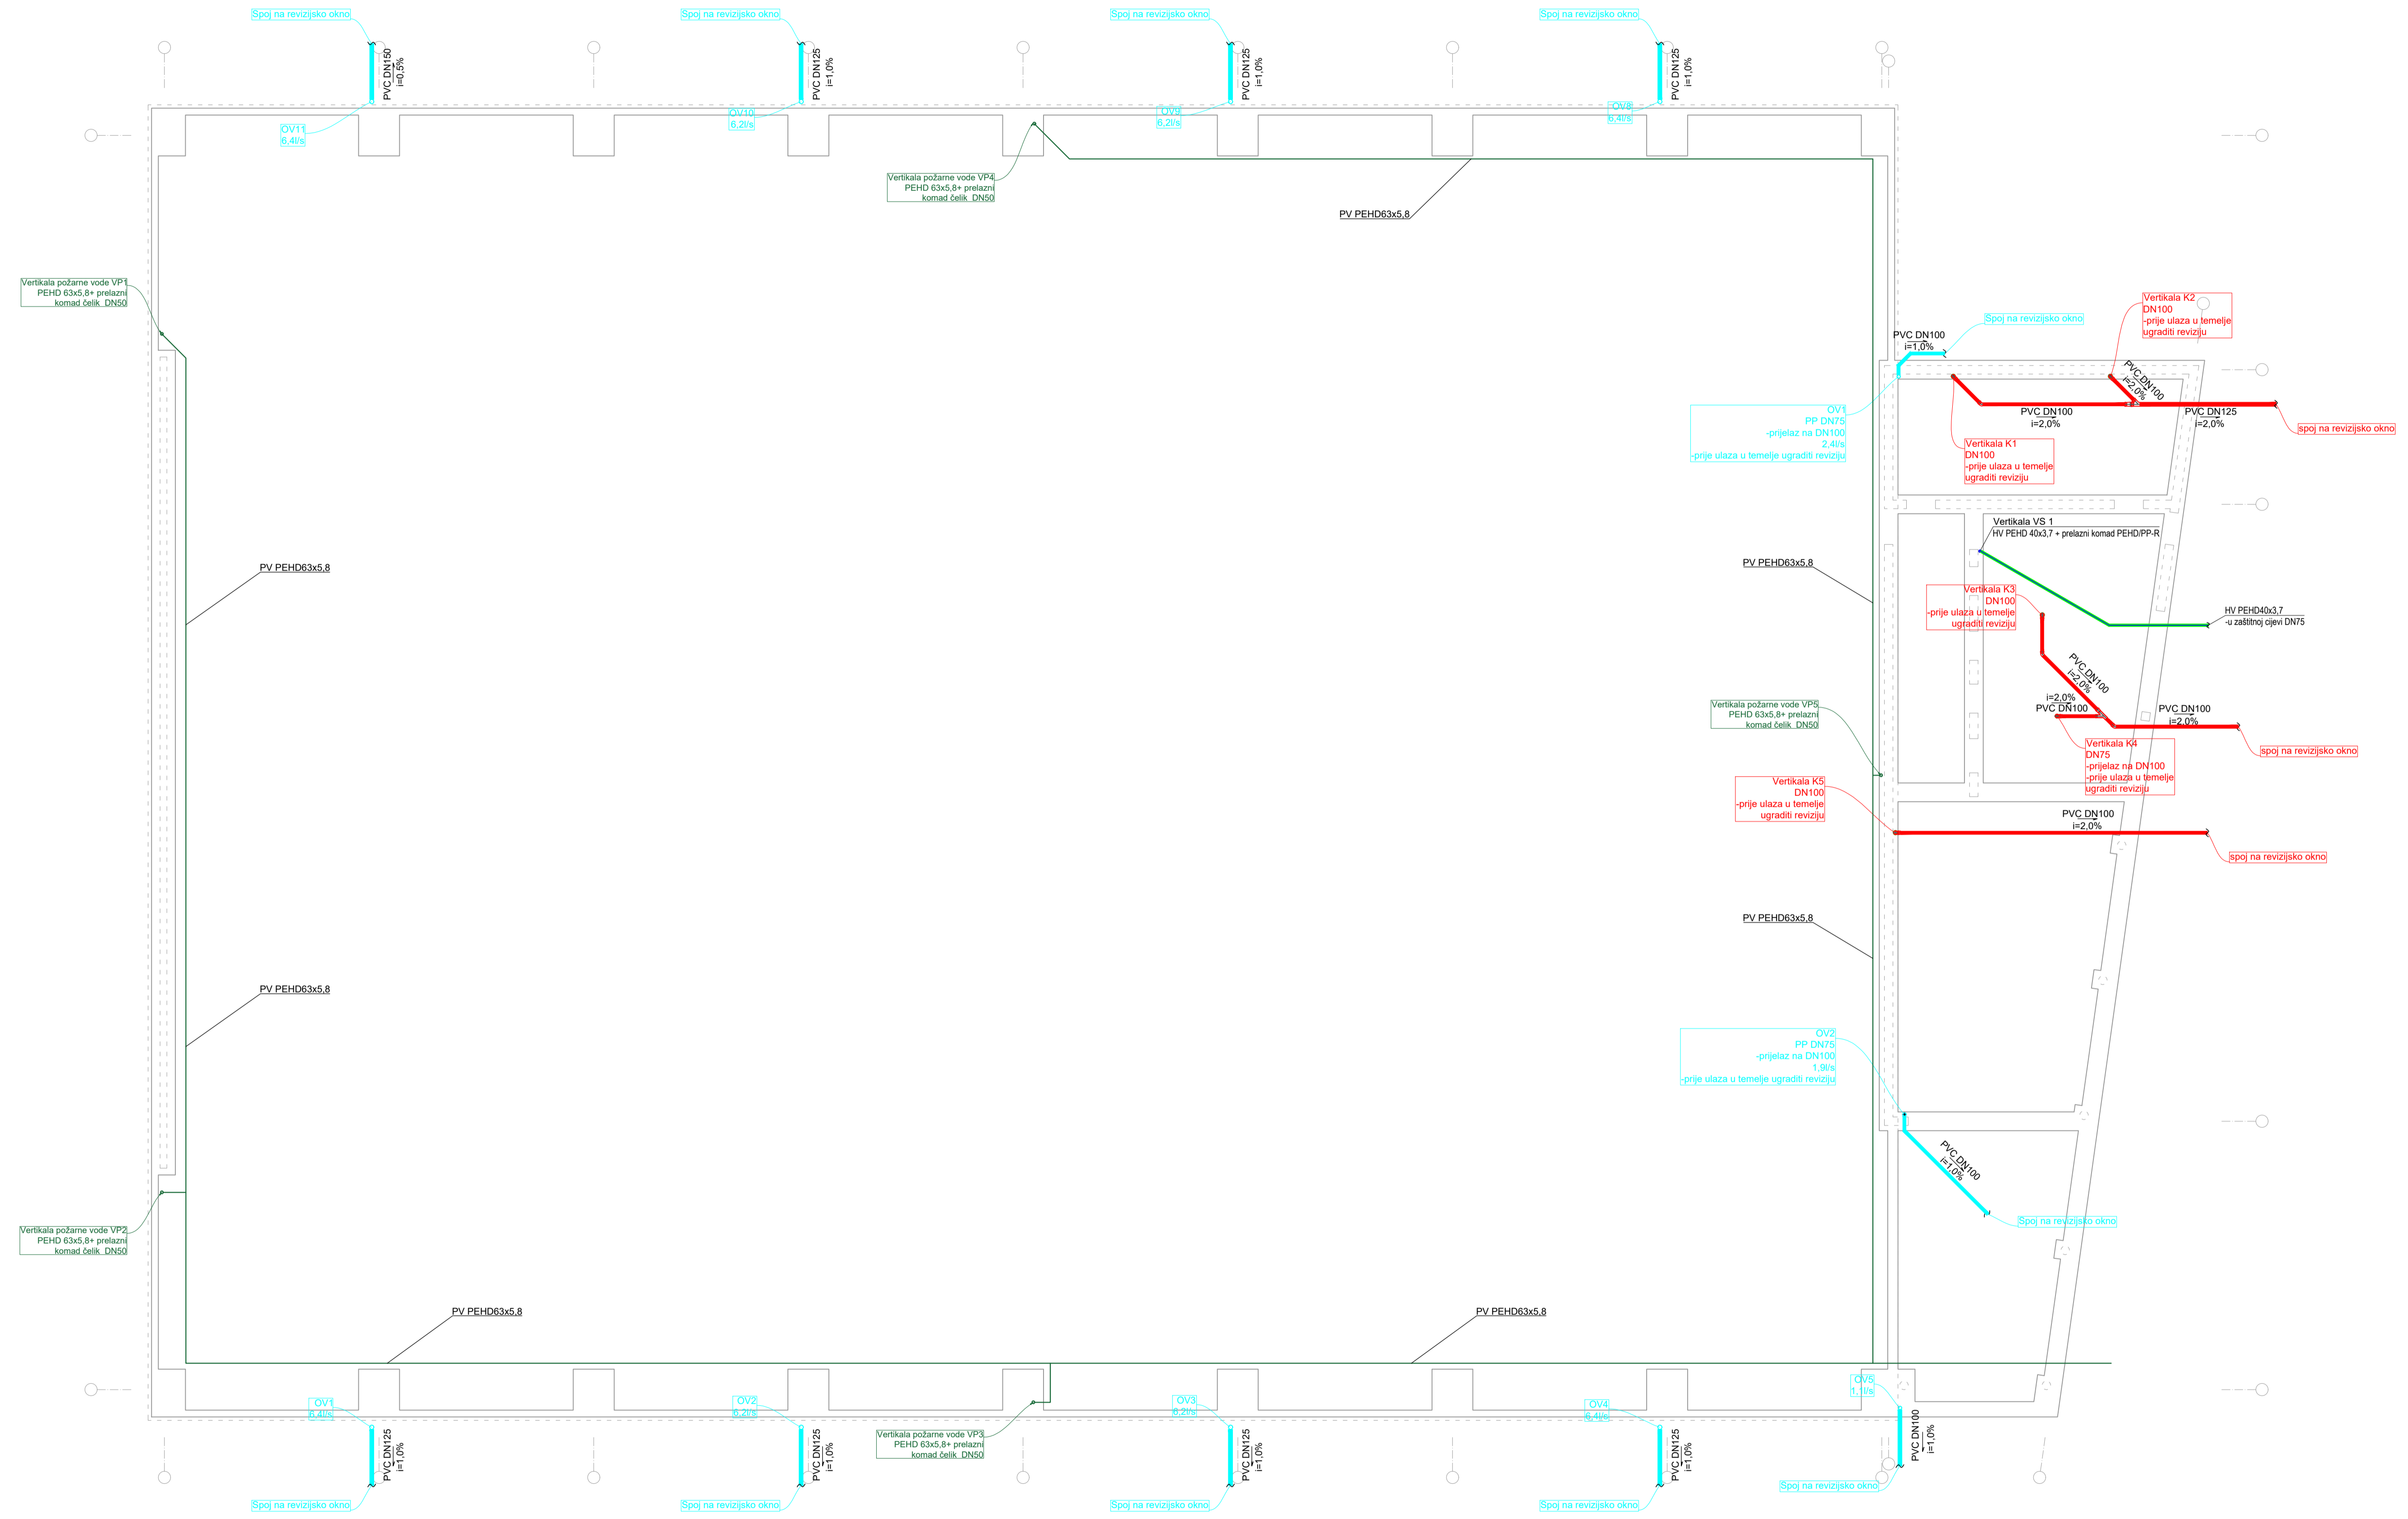 Spoj na revizijsko okno
Spoj na revizijsko okno
Spoj na revizijsko okno
Spoj na revizijsko okno
PVC DN150
i=0,5%
PVC DN125
i=1,0%
PVC DN125
i=1,0%
PVC DN125
i=1,0%
OV11
6,4l/s
OV10
6,2l/s
OV9
6,2l/s
OV8
6,4l/s
Vertikala požarne vode VP4
PEHD 63x5,8+ prelazni
komad čelik DN50
PV PEHD63x5,8
Vertikala požarne vode VP1
PEHD 63x5,8+ prelazni
komad čelik DN50
Vertikala K2
DN100
-prije ulaza u temelje
ugraditi reviziju
Spoj na revizijsko okno
PVC DN100
i=1,0%
PVC DN100
i=2,0%
OV1
PP DN75
-prijelaz na DN100
2,4l/s
-prije ulaza u temelje ugraditi reviziju
PVC DN100
i=2,0%
PVC DN125
i=2,0%
spoj na revizijsko okno
Vertikala K1
DN100
-prije ulaza u temelje
ugraditi reviziju
Vertikala VS 1
HV PEHD 40x3,7 + prelazni komad PEHD/PP-R
PV PEHD63x5,8
PV PEHD63x5,8
Vertikala K3
DN100
-prije ulaza u temelje
ugraditi reviziju
HV PEHD40x3,7
-u zaštitnoj cijevi DN75
PVC DN100
i=2,0%
i=2,0%
PVC DN100
PVC DN100
i=2,0%
Vertikala požarne vode VP5
PEHD 63x5,8+ prelazni
komad čelik DN50
Vertikala K4
DN75
-prijelaz na DN100
-prije ulaza u temelje
ugraditi reviziju
spoj na revizijsko okno
Vertikala K5
DN100
-prije ulaza u temelje
ugraditi reviziju
PVC DN100
i=2,0%
spoj na revizijsko okno
PV PEHD63x5,8
PV PEHD63x5,8
OV2
PP DN75
-prijelaz na DN100
1,9l/s
-prije ulaza u temelje ugraditi reviziju
PVC DN100
i=1,0%
Spoj na revizijsko okno
Vertikala požarne vode VP2
PEHD 63x5,8+ prelazni
komad čelik DN50
PV PEHD63x5,8
PV PEHD63x5,8
OV1
6,4l/s
OV2
6,2l/s
OV3
6,2l/s
OV4
6,4l/s
OV5
1,1l/s
Vertikala požarne vode VP3
PEHD 63x5,8+ prelazni
komad čelik DN50
PVC DN125
i=1,0%
PVC DN125
i=1,0%
PVC DN125
i=1,0%
PVC DN125
i=1,0%
PVC DN100
i=1,0%
Spoj na revizijsko okno
Spoj na revizijsko okno
Spoj na revizijsko okno
Spoj na revizijsko okno
Spoj na revizijsko okno